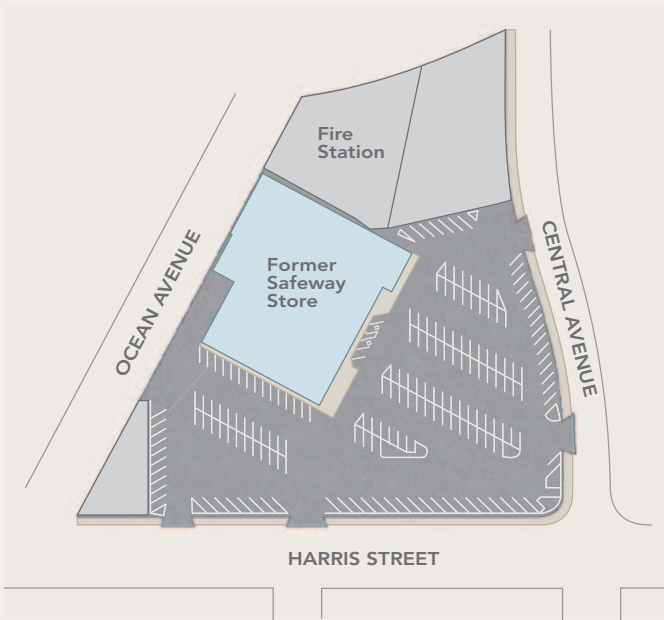 Fire
Station
Former
Safeway
Store
OCEAN AVENUE
CENTRAL AVENUE
HARRIS STREET